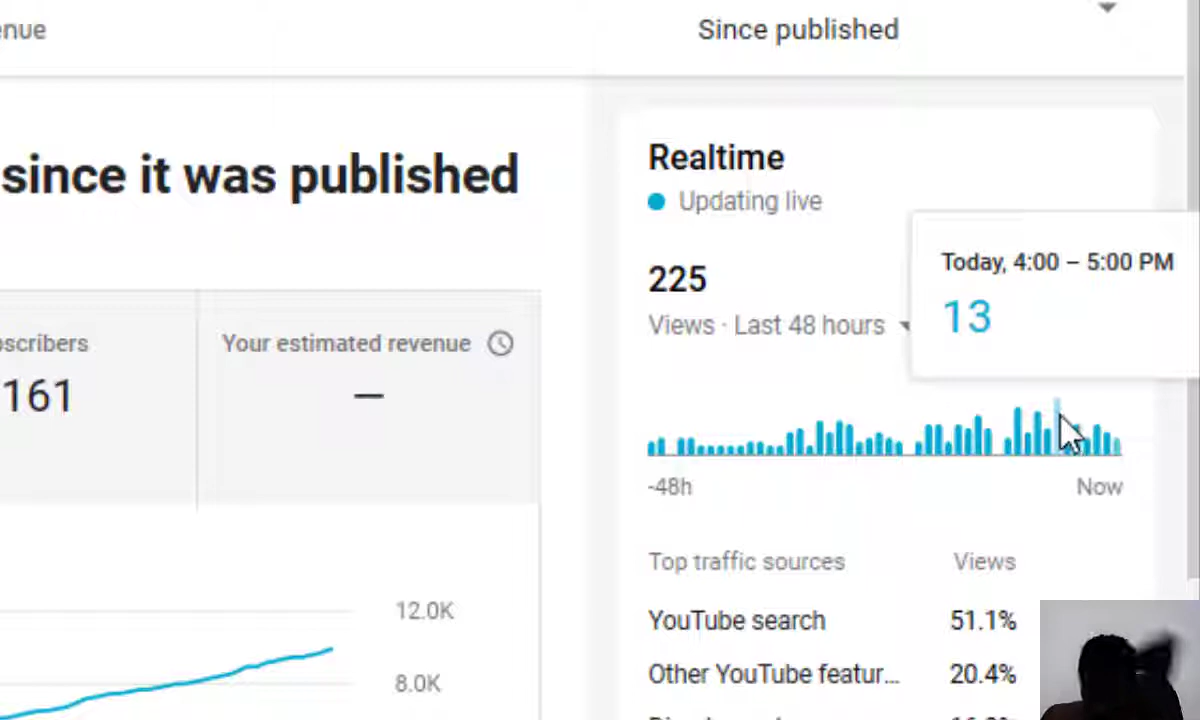 enue
Since published
since it was published
Realtime
Updating live
Today, 4:00 – 5:00 PM
13
225
Views · Last 48 hours
bscribers
Your estimated revenue
161
—
-48h
Now
Top traffic sources
Views
12.0K
YouTube search
51.1%
Other YouTube featur...
20.4%
8.0K